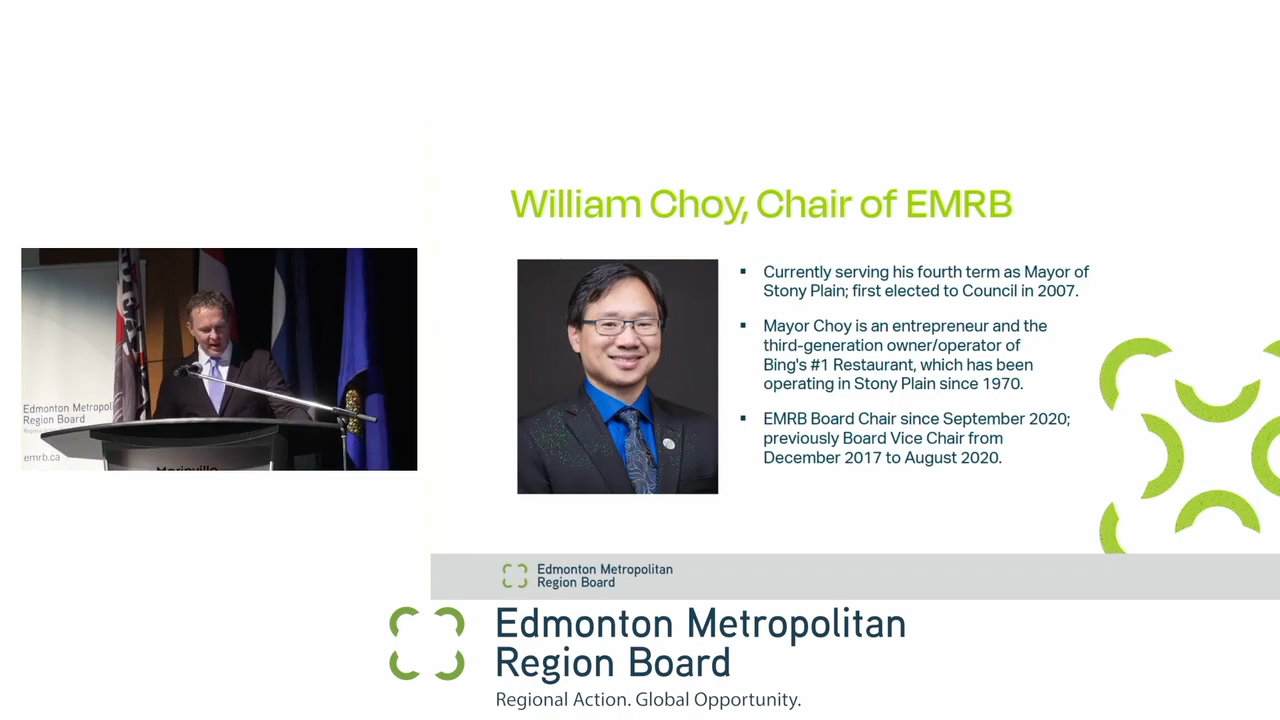 William Choy, Chair of EMRB
▪ Currently serving his fourth term as Mayor of
Stony Plain; first elected to Council in 2007.
▪ Mayor Choy is an entrepreneur and the
third-generation owner/operator of
Bing's #1 Restaurant, which has been
operating in Stony Plain since 1970.
▪ EMRB Board Chair since September 2020;
previously Board Vice Chair from
December 2017 to August 2020.
Edmonton Metropol
Region Board
emrb.ca
Morinville
Edmonton Metropolitan
Region Board
Edmonton Metropolitan
Region Board
Regional Action. Global Opportunity.